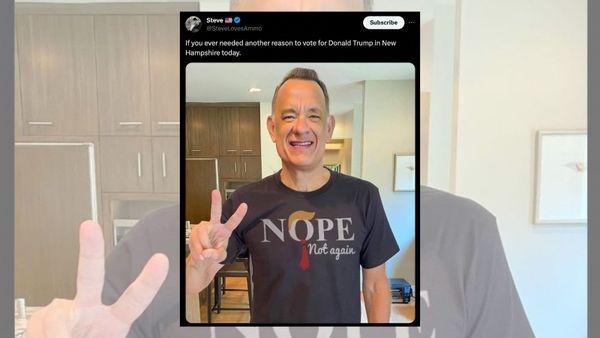 Steve 🇺🇸
@SteveLovesAmmo
Subscribe
If you ever needed another reason to vote for Donald Trump in New
Hampshire today.
NOPE
Not again
NOPE